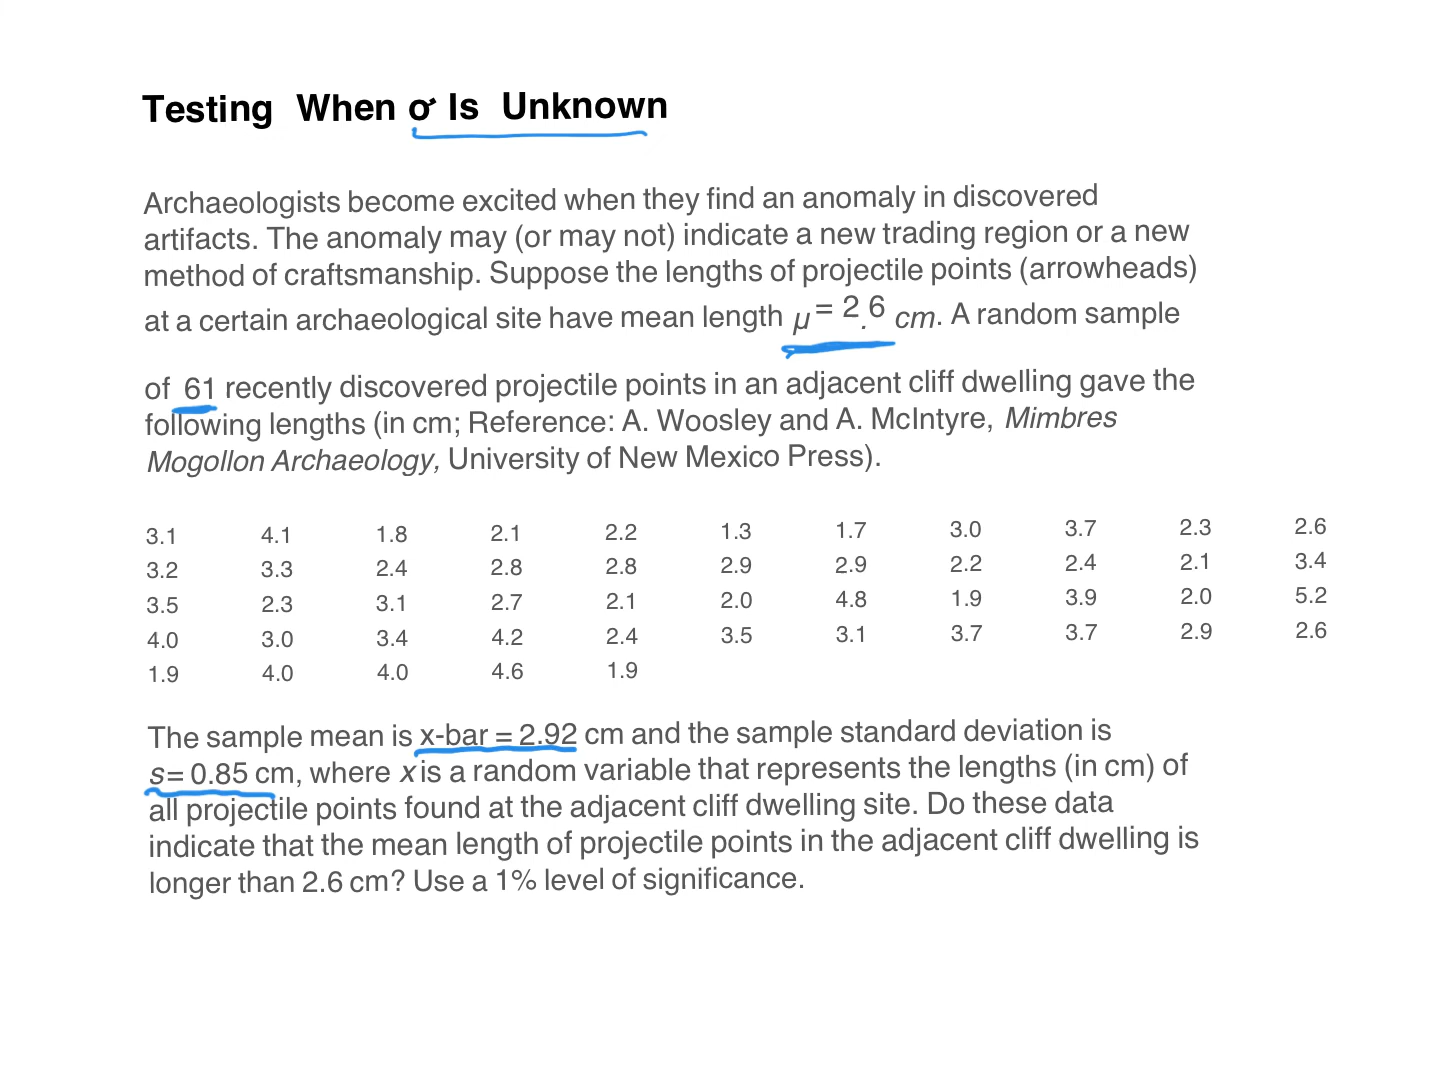 Testing When σ Is Unknown
Archaeologists become excited when they find an anomaly in discovered
artifacts. The anomaly may (or may not) indicate a new trading region or a new
method of craftsmanship. Suppose the lengths of projectile points (arrowheads)
at a certain archaeological site have mean length μ = 2.6 cm. A random sample
of 61 recently discovered projectile points in an adjacent cliff dwelling gave the
following lengths (in cm; Reference: A. Woosley and A. McIntyre, Mimbres
Mogollon Archaeology, University of New Mexico Press).
3.1 4.1 1.8 2.1 2.2 1.3 1.7 3.0 3.7 2.3 2.6
3.2 3.3 2.4 2.8 2.8 2.9 2.9 2.2 2.4 2.1 3.4
3.5 2.3 3.1 2.7 2.1 2.0 4.8 1.9 3.9 2.0 5.2
4.0 3.0 3.4 4.2 2.4 3.5 3.1 3.7 3.7 2.9 2.6
1.9 4.0 4.0 4.6 1.9
The sample mean is x-bar = 2.92 cm and the sample standard deviation is
s= 0.85 cm, where x is a random variable that represents the lengths (in cm) of
all projectile points found at the adjacent cliff dwelling site. Do these data
indicate that the mean length of projectile points in the adjacent cliff dwelling is
longer than 2.6 cm? Use a 1% level of significance.